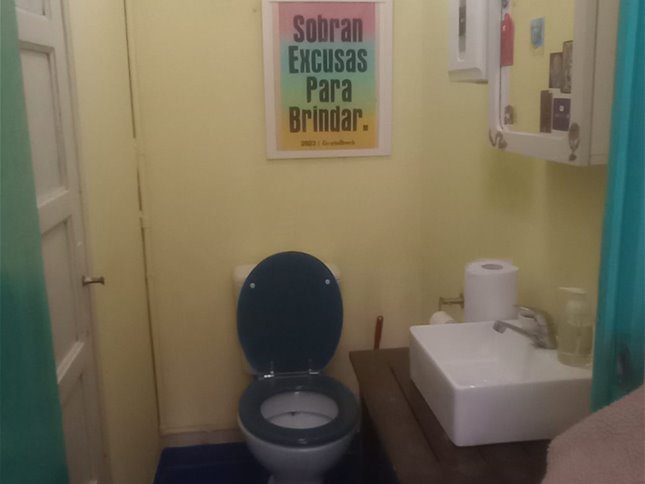 Sobran
Excusas
Para
Brindar.